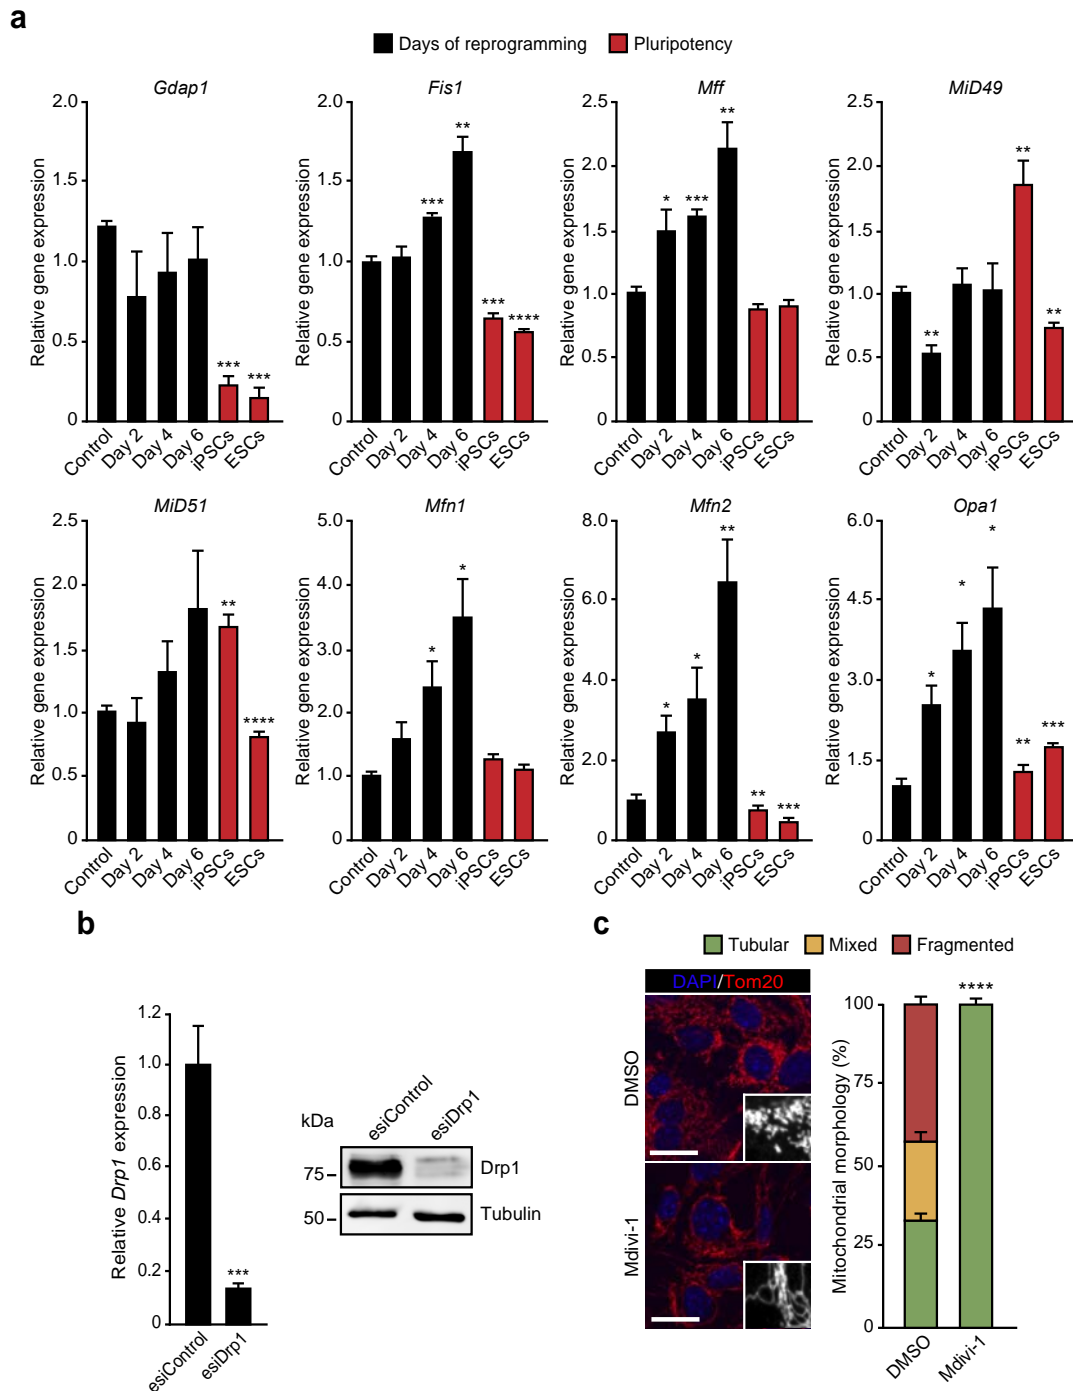 a
Days of reprogramming Pluripotency
Gdap1
Relative gene expression
2.0
1.5
1.0
0.5
0
*** ***
Control Day 2 Day 4 Day 6 iPSCs ESCs
Fis1
Relative gene expression
2.0
1.5
1.0
0.5
0
*** ** *** ****
Control Day 2 Day 4 Day 6 iPSCs ESCs
Mff
Relative gene expression
2.5
2.0
1.5
1.0
0.5
0
* *** **
Control Day 2 Day 4 Day 6 iPSCs ESCs
MiD49
Relative gene expression
2.5
2.0
1.5
1.0
0.5
0
** ** **
Control Day 2 Day 4 Day 6 iPSCs ESCs
MiD51
Relative gene expression
2.5
2.0
1.5
1.0
0.5
0
** ****
Control Day 2 Day 4 Day 6 iPSCs ESCs
Mfn1
Relative gene expression
5.0
4.0
3.0
2.0
1.0
0
* *
Control Day 2 Day 4 Day 6 iPSCs ESCs
Mfn2
Relative gene expression
8.0
6.0
4.0
2.0
0
* * ** ** ***
Control Day 2 Day 4 Day 6 iPSCs ESCs
Opa1
Relative gene expression
6.0
4.5
3.0
1.5
0
* * * ** ***
Control Day 2 Day 4 Day 6 iPSCs ESCs
b
Relative Drp1 expression
1.2
1.0
0.8
0.6
0.4
0.2
0
***
esiControl esiDrp1
kDa esiControl esiDrp1
75 Drp1
50 Tubulin
c
Tubular Mixed Fragmented
DAPI/Tom20
DMSO
Mdivi-1
Mitochondrial morphology (%)
100
75
50
25
0
****
DMSO Mdivi-1